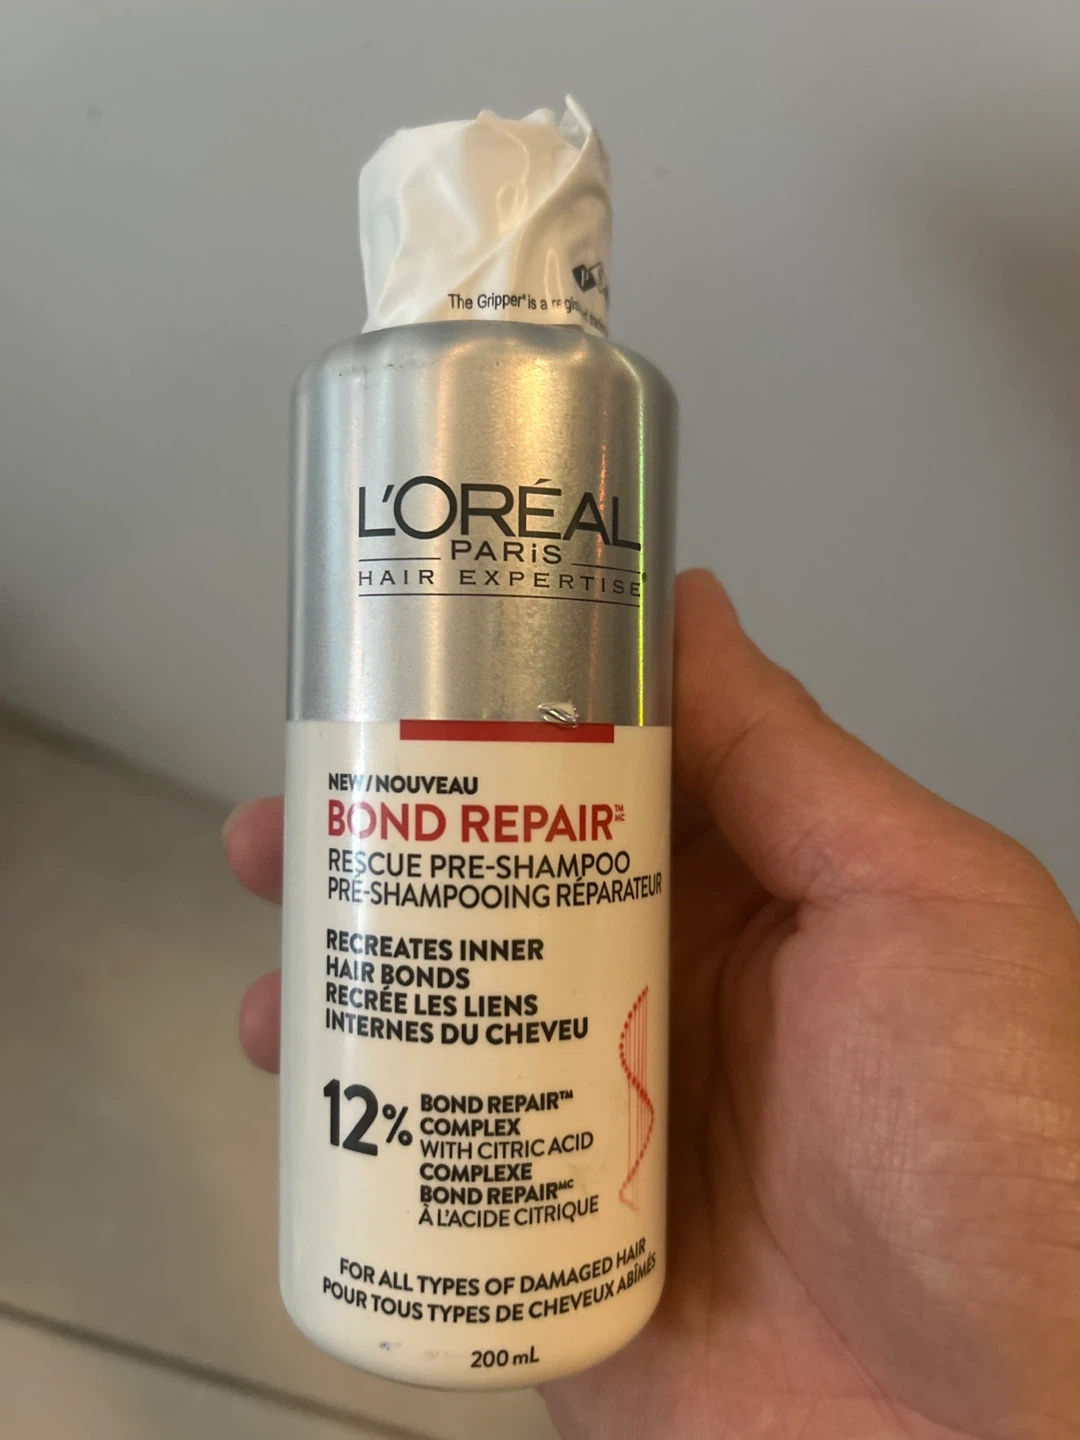 The Gripper® is a
L'ORÉAL
PARiS
HAIR EXPERTISE®
NEW/NOUVEAU
BOND REPAIR™ MC
RESCUE PRE-SHAMPOO
PRÉ-SHAMPOOING RÉPARATEUR
RECREATES INNER
HAIR BONDS
RECRÉE LES LIENS
INTERNES DU CHEVEU
12% BOND REPAIR™
COMPLEX
WITH CITRIC ACID
COMPLEXE
BOND REPAIRMC
À L'ACIDE CITRIQUE
FOR ALL TYPES OF DAMAGED HAIR
POUR TOUS TYPES DE CHEVEUX ABÎMÉS
200 mL